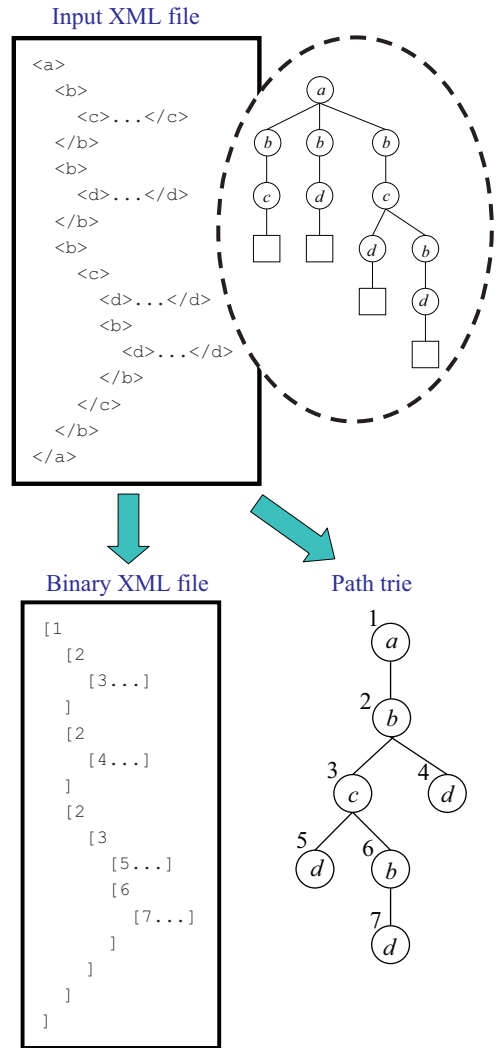 Input XML file
<a>
  <b>
    <c>...</c>
  </b>
  <b>
    <d>...</d>
  </b>
  <b>
    <c>
      <d>...</d>
      <b>
        <d>...</d>
      </b>
    </c>
  </b>
</a>
a
b b b
c d c
d b
d
Binary XML file
[1
  [2
    [3...]
  ]
  [2
    [4...]
  ]
  [2
    [3
      [5...]
      [6
        [7...]
      ]
    ]
  ]
]
Path trie
1 a
2 b
3 c 4 d
5 d 6 b
7 d